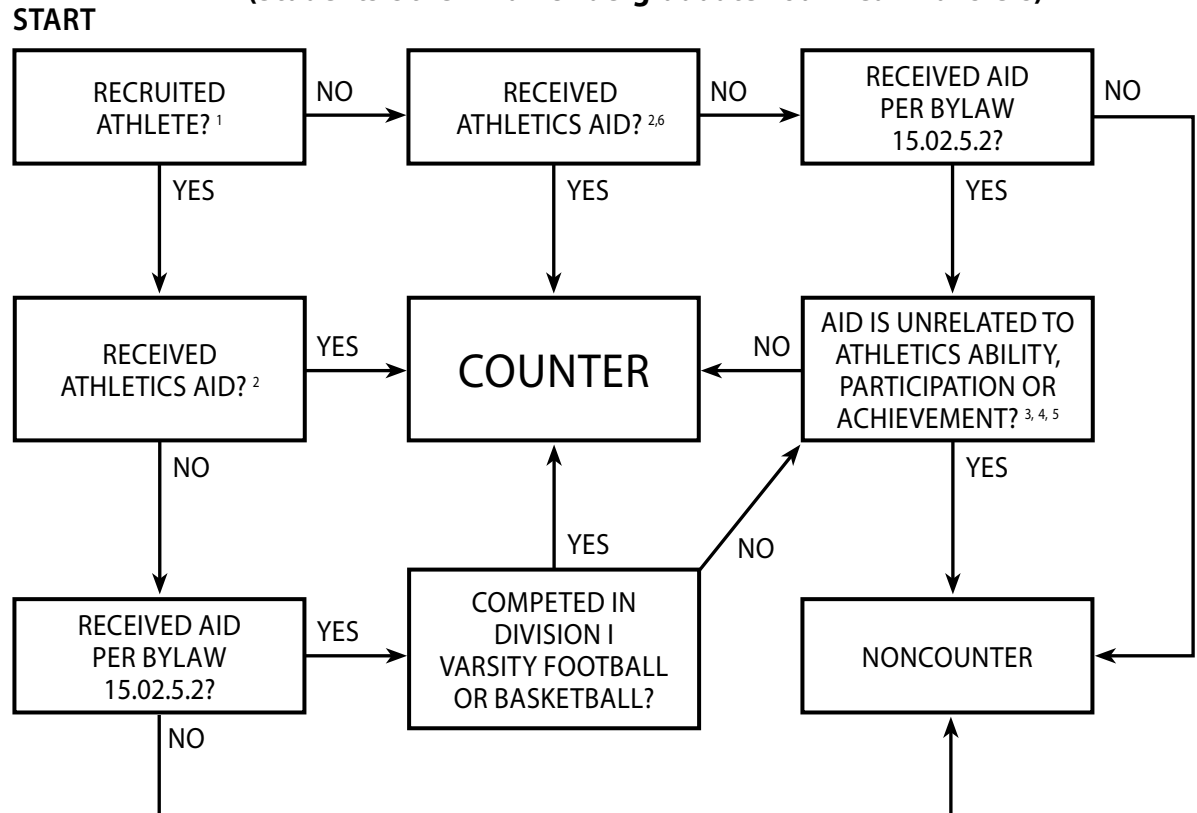 START
RECRUITED
ATHLETE? 1
NO
RECEIVED
ATHLETICS AID? 2,6
NO
RECEIVED AID
PER BYLAW
15.02.5.2?
NO
YES
YES
YES
RECEIVED
ATHLETICS AID? 2
YES
COUNTER
NO
AID IS UNRELATED TO
ATHLETICS ABILITY,
PARTICIPATION OR
ACHIEVEMENT? 3, 4, 5
NO
YES
YES
NO
RECEIVED AID
PER BYLAW
15.02.5.2?
YES
COMPETED IN
DIVISION I
VARSITY FOOTBALL
OR BASKETBALL?
NONCOUNTER
NO